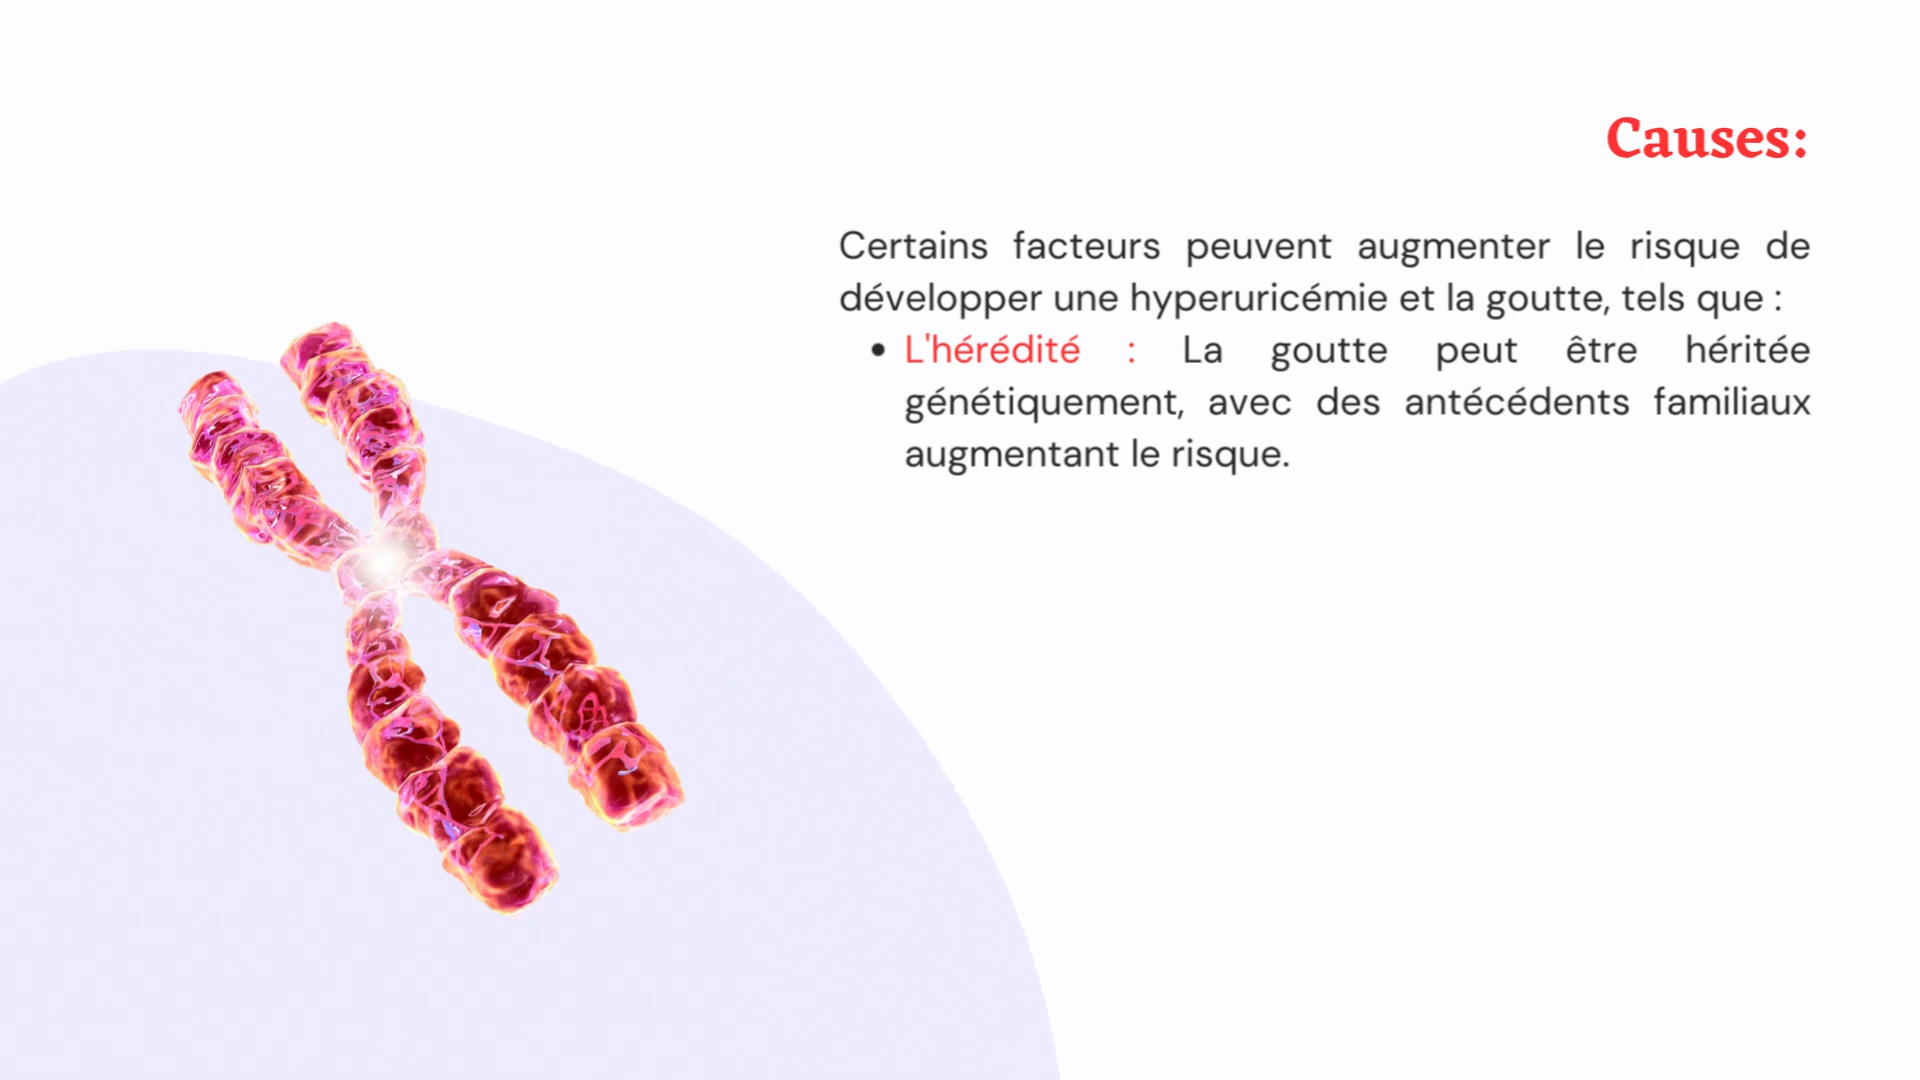 Causes:
Certains facteurs peuvent augmenter le risque de
développer une hyperuricémie et la goutte, tels que :
• L'hérédité : La goutte peut être héritée
génétiquement, avec des antécédents familiaux
augmentant le risque.